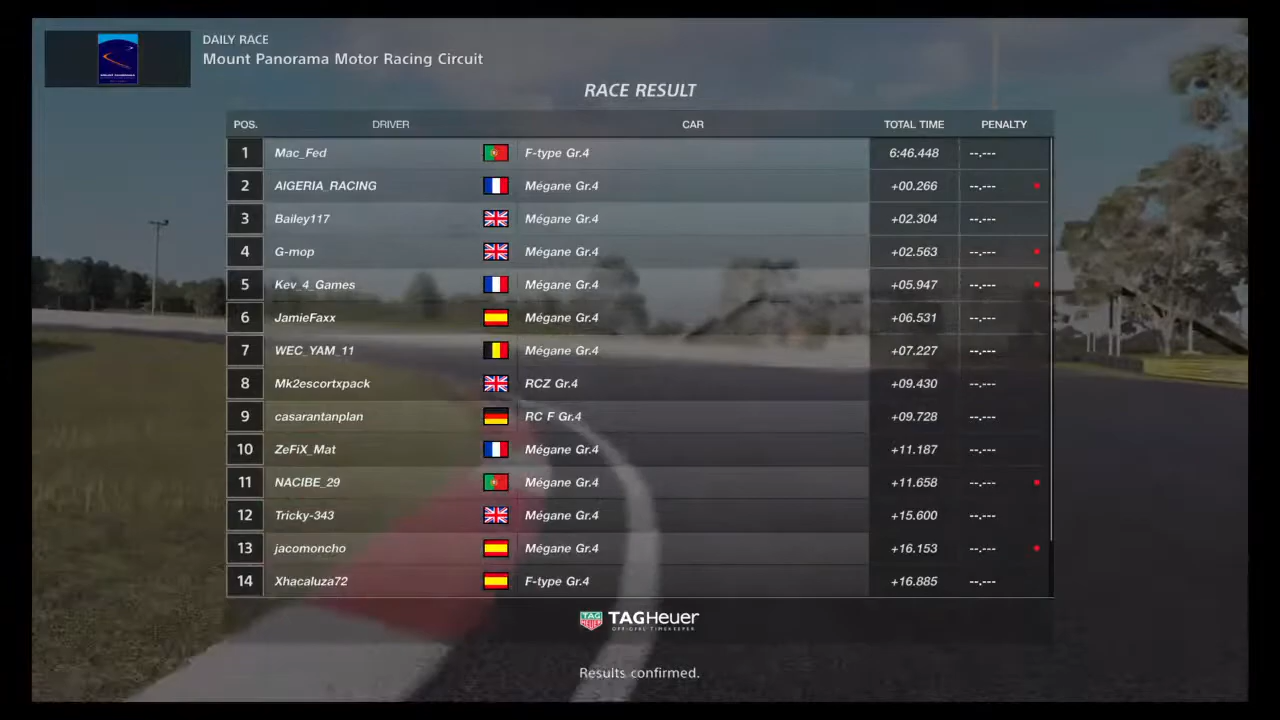 DAILY RACE
Mount Panorama Motor Racing Circuit
RACE RESULT
POS. DRIVER CAR TOTAL TIME PENALTY
1 Mac_Fed F-type Gr.4 6:46.448 --.---
2 AIGERIA_RACING Mégane Gr.4 +00.266 --.---
3 Bailey117 Mégane Gr.4 +02.304 --.---
4 G-mop Mégane Gr.4 +02.563 --.---
5 Kev_4_Games Mégane Gr.4 +05.947 --.---
6 JamieFaxx Mégane Gr.4 +06.531 --.---
7 WEC_YAM_11 Mégane Gr.4 +07.227 --.---
8 Mk2escortxpack RCZ Gr.4 +09.430 --.---
9 casarantanplan RC F Gr.4 +09.728 --.---
10 ZeFiX_Mat Mégane Gr.4 +11.187 --.---
11 NACIBE_29 Mégane Gr.4 +11.658 --.---
12 Tricky-343 Mégane Gr.4 +15.600 --.---
13 jacomoncho Mégane Gr.4 +16.153 --.---
14 Xhacaluza72 F-type Gr.4 +16.885 --.---
TAG HEUER TAGHeuer
OFFICIAL TIMEKEEPER
Results confirmed.